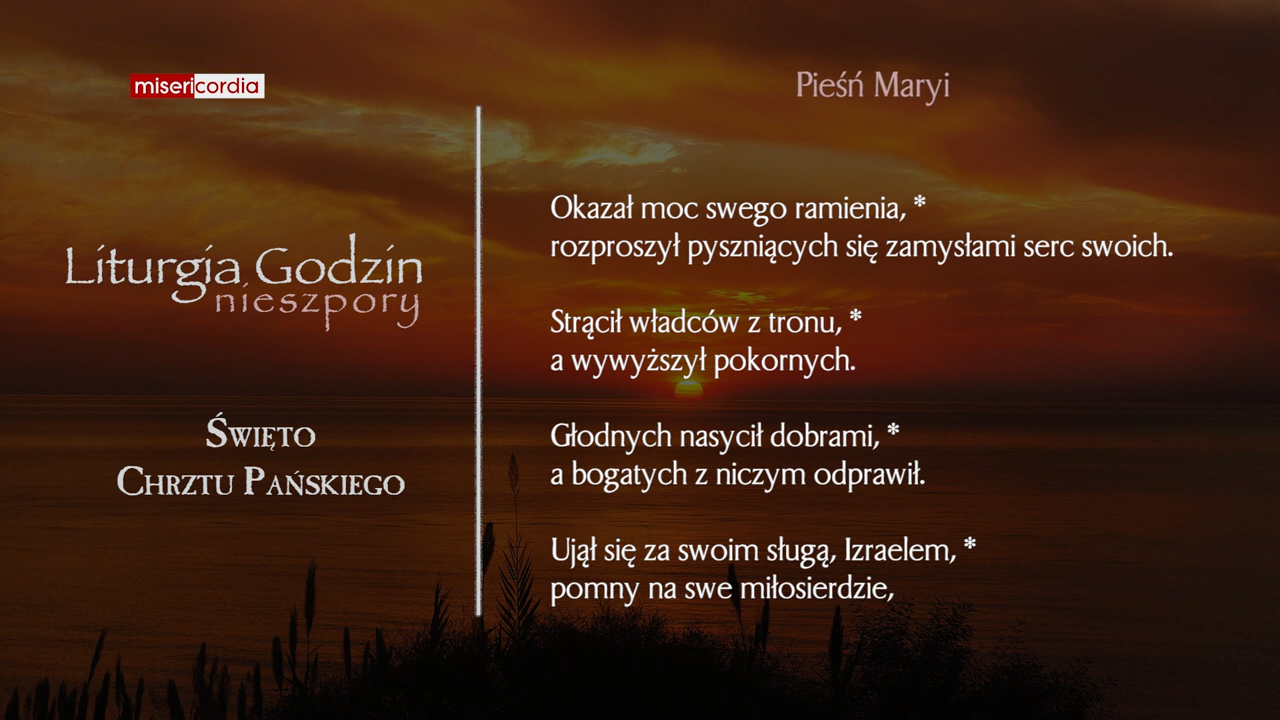 misericordia
Liturgia Godzin
nieszpory
Święto
Chrztu Pańskiego
Pieśń Maryi
Okazał moc swego ramienia, *
rozproszył pyszniących się zamysłami serc swoich.
Strącił władców z tronu, *
a wywyższył pokornych.
Głodnych nasycił dobrami, *
a bogatych z niczym odprawił.
Ujął się za swoim sługą, Izraelem, *
pomny na swe miłosierdzie,